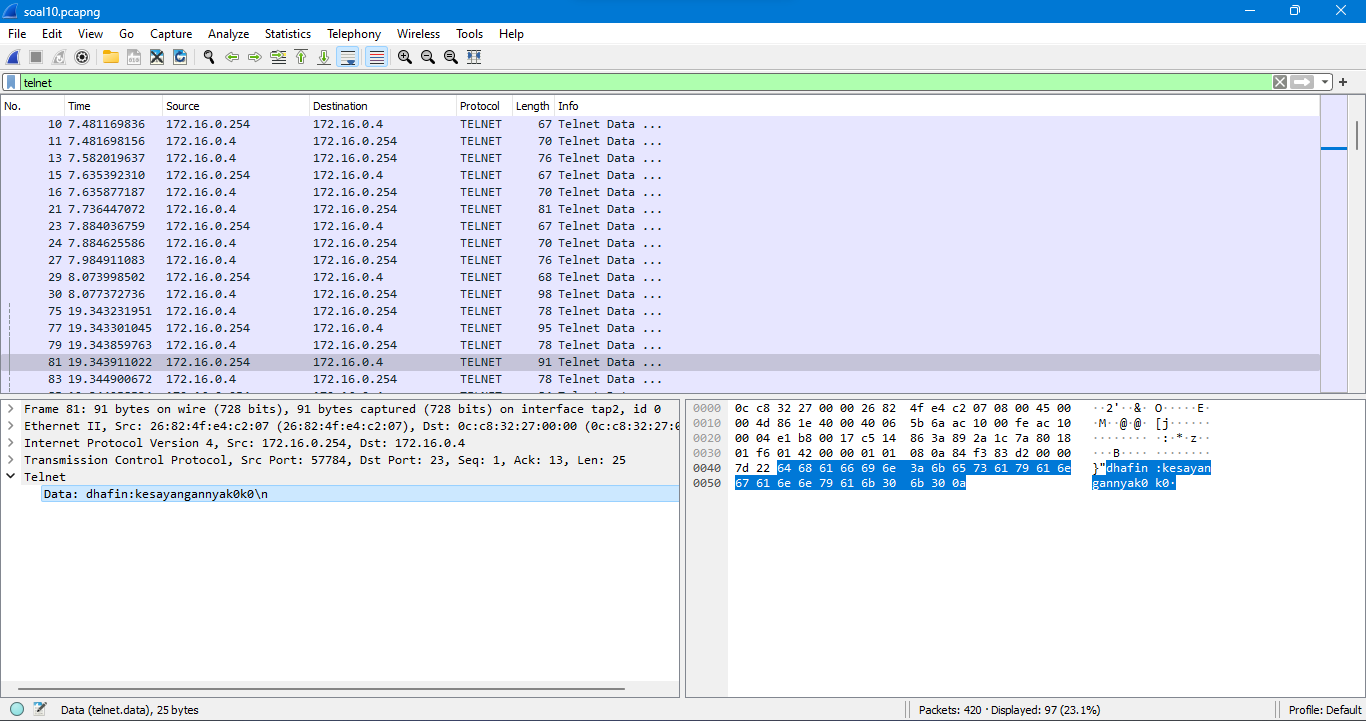 soal10.pcapng
File Edit View Go Capture Analyze Statistics Telephony Wireless Tools Help
telnet
No. Time Source Destination Protocol Length Info
10 7.481169836 172.16.0.254 172.16.0.4 TELNET 67 Telnet Data ...
11 7.481698156 172.16.0.4 172.16.0.254 TELNET 70 Telnet Data ...
13 7.582019637 172.16.0.4 172.16.0.254 TELNET 76 Telnet Data ...
15 7.635392310 172.16.0.254 172.16.0.4 TELNET 67 Telnet Data ...
16 7.635877187 172.16.0.4 172.16.0.254 TELNET 70 Telnet Data ...
21 7.736447072 172.16.0.4 172.16.0.254 TELNET 81 Telnet Data ...
23 7.884036759 172.16.0.254 172.16.0.4 TELNET 67 Telnet Data ...
24 7.884625586 172.16.0.4 172.16.0.254 TELNET 70 Telnet Data ...
27 7.984911083 172.16.0.4 172.16.0.254 TELNET 76 Telnet Data ...
29 8.073998502 172.16.0.254 172.16.0.4 TELNET 68 Telnet Data ...
30 8.077372736 172.16.0.4 172.16.0.254 TELNET 98 Telnet Data ...
75 19.343231951 172.16.0.4 172.16.0.254 TELNET 78 Telnet Data ...
77 19.343301045 172.16.0.254 172.16.0.4 TELNET 95 Telnet Data ...
79 19.343859763 172.16.0.4 172.16.0.254 TELNET 78 Telnet Data ...
81 19.343911022 172.16.0.254 172.16.0.4 TELNET 91 Telnet Data ...
83 19.344900672 172.16.0.4 172.16.0.254 TELNET 78 Telnet Data ...
Frame 81: 91 bytes on wire (728 bits), 91 bytes captured (728 bits) on interface tap2, id 0
Ethernet II, Src: 26:82:4f:e4:c2:07 (26:82:4f:e4:c2:07), Dst: 0c:c8:32:27:00:00 (0c:c8:32:27:0
Internet Protocol Version 4, Src: 172.16.0.254, Dst: 172.16.0.4
Transmission Control Protocol, Src Port: 57784, Dst Port: 23, Seq: 1, Ack: 13, Len: 25
Telnet
Data: dhafin:kesayangannyak0k0\n
0000 0c c8 32 27 00 00 26 82 4f e4 c2 07 08 00 45 00 ··2'··&· O·····E·
0010 00 4d 86 1e 40 00 40 06 5b 6a ac 10 00 fe ac 10 ·M··@·@· [j······
0020 00 04 e1 b8 00 17 c5 14 86 3a 89 2a 1c 7a 80 18 ········ ·:·*·z··
0030 01 f6 01 42 00 00 01 01 08 0a 84 f3 83 d2 00 00 ···B···· ········
0040 7d 22 64 68 61 66 69 6e 3a 6b 65 73 61 79 61 6e }"dhafin :kesayan
0050 67 61 6e 6e 79 61 6b 30 6b 30 0a gannyak0 k0·
Data (telnet.data), 25 bytes
Packets: 420 · Displayed: 97 (23.1%)
Profile: Default